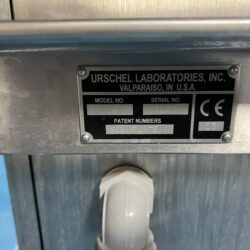 URSCHEL LABORATORIES, INC.
VALPARAISO, IN U.S.A.
MODEL NO. SERIAL NO.
CE
PATENT NUMBERS